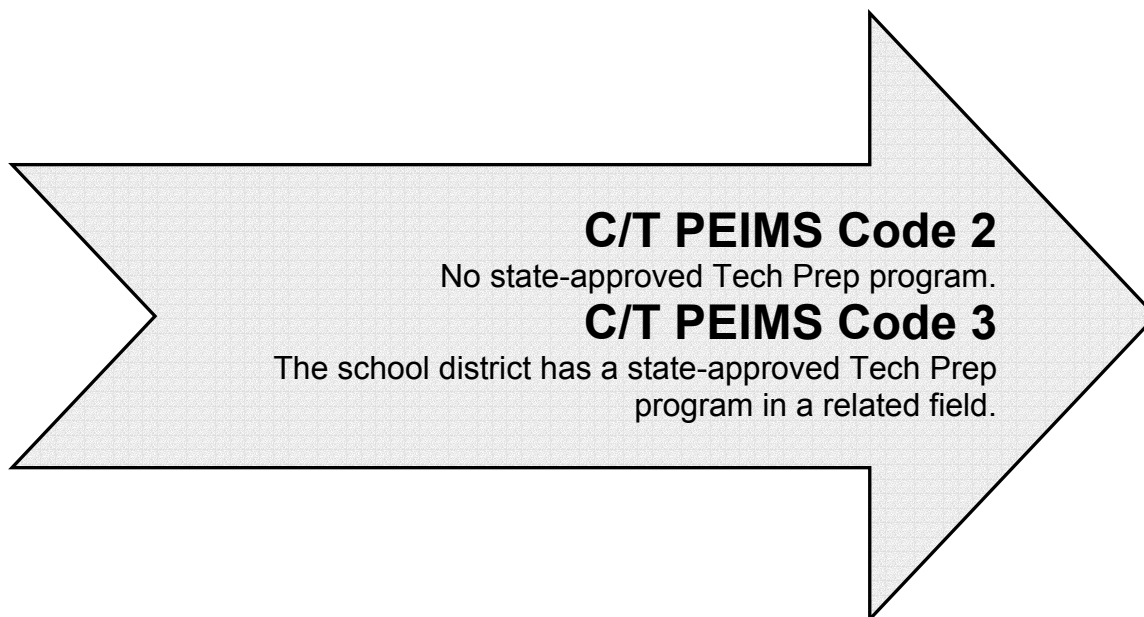 C/T PEIMS Code 2
No state-approved Tech Prep program.
C/T PEIMS Code 3
The school district has a state-approved Tech Prep
program in a related field.